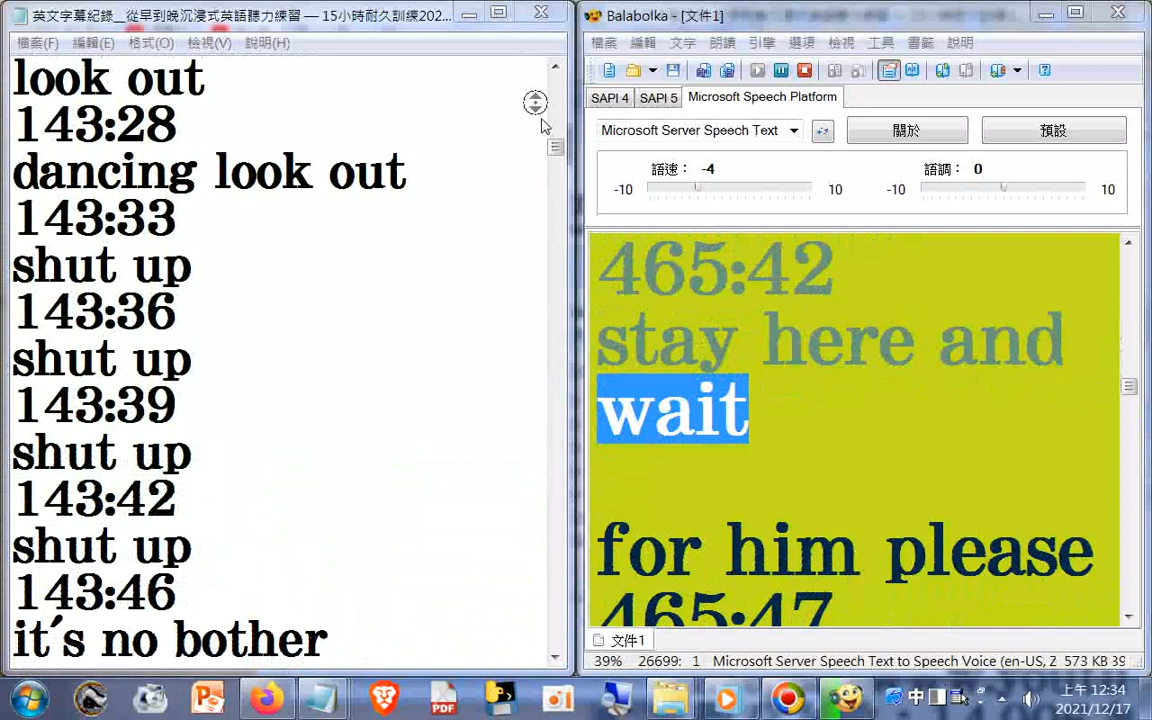 英文字幕紀錄__從早到晚沉浸式英語聽力練習 — 15小時耐久訓練202...
檔案(F) 編輯(E) 格式(O) 檢視(V) 說明(H)
look out
143:28
dancing look out
143:33
shut up
143:36
shut up
143:39
shut up
143:42
shut up
143:46
it's no bother
Balabolka - [文件1]
檔案 編輯 文字 朗讀 引擎 選項 檢視 工具 書籤 說明
SAPI 4 SAPI 5 Microsoft Speech Platform
Microsoft Server Speech Text 關於 預設
語速: -4 語調: 0
-10 10 -10 10
465:42
stay here and
wait
for him please
465:47
文件1
39% 26699: 1 Microsoft Server Speech Text to Speech Voice (en-US, Z 573 KB 39
中
PDF
上午 12:34
2021/12/17